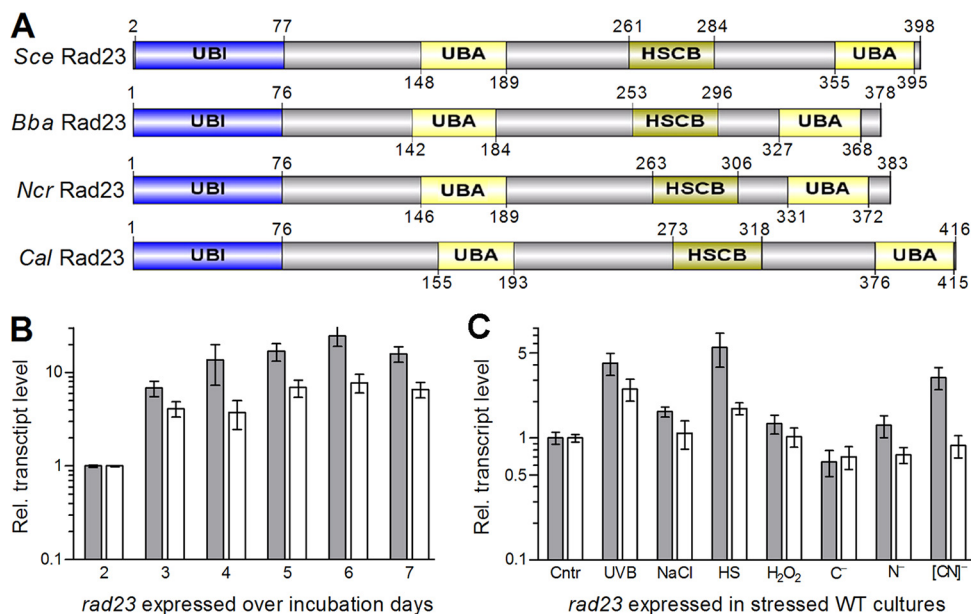 A
2 77 261 284 398
Sce Rad23 UBI UBA HSCB UBA
148 189 355 395
1 76 253 296 378
Bba Rad23 UBI UBA HSCB UBA
142 184 327 368
1 76 263 306 383
Ncr Rad23 UBI UBA HSCB UBA
146 189 331 372
1 76 273 318 416
Cal Rad23 UBI UBA HSCB UBA
155 193 376 415
B
Rel. transctipt level
10
1
0.1
2 3 4 5 6 7
rad23 expressed over incubation days
C
Rel. transcript level
5
1
0.5
0.1
Cntr UVB NaCl HS H₂O₂ C⁻ N⁻ [CN]⁻
rad23 expressed in stressed WT cultures